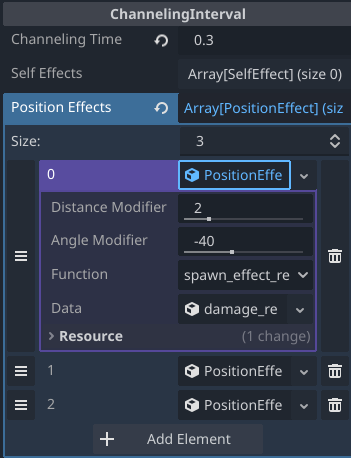 ChannelingInterval
Channeling Time 0.3
Self Effects Array[SelfEffect] (size 0)
Position Effects Array[PositionEffect] (siz
Size: 3
0 PositionEffe
Distance Modifier 2
Angle Modifier -40
Function spawn_effect_re
Data damage_re
> Resource (1 change)
1 PositionEffe
2 PositionEffe
+ Add Element